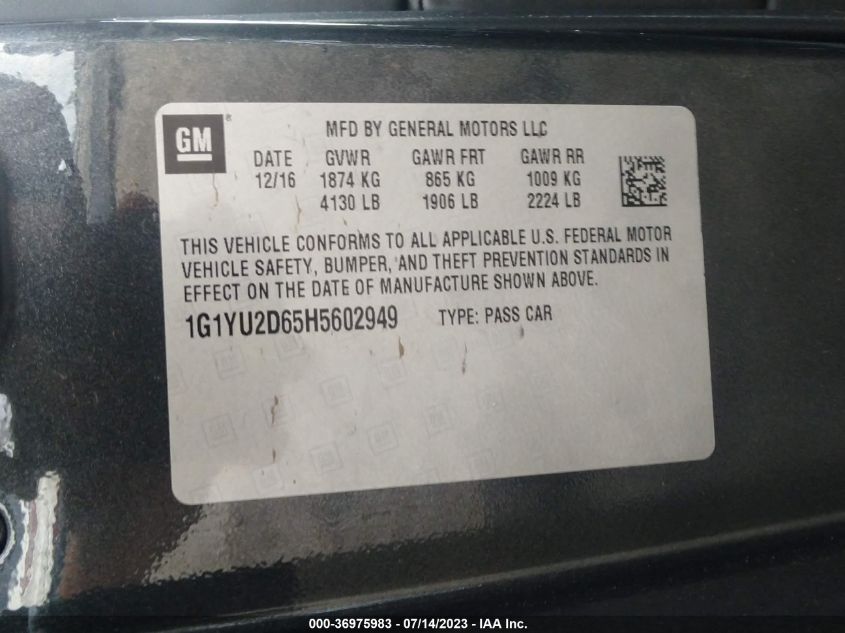 GM®
MFD BY GENERAL MOTORS LLC
DATE GVWR GAWR FRT GAWR RR
12/16 1874 KG 865 KG 1009 KG
4130 LB 1906 LB 2224 LB
THIS VEHICLE CONFORMS TO ALL APPLICABLE U.S. FEDERAL MOTOR
VEHICLE SAFETY, BUMPER, AND THEFT PREVENTION STANDARDS IN
EFFECT ON THE DATE OF MANUFACTURE SHOWN ABOVE.
1G1YU2D65H5602949 TYPE: PASS CAR
000-36975983 / 07/14/2023 - IAA Inc.